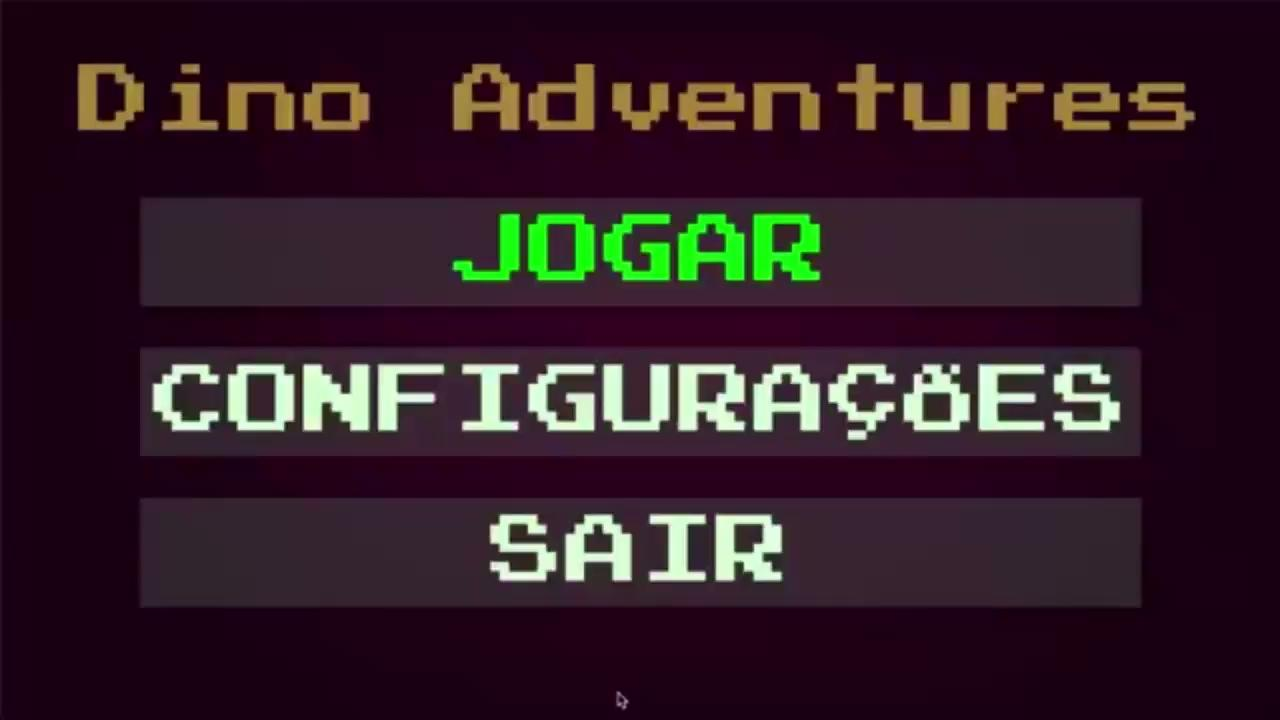 Dino Adventures
JOGAR
CONFIGURAÇÕES
SAIR